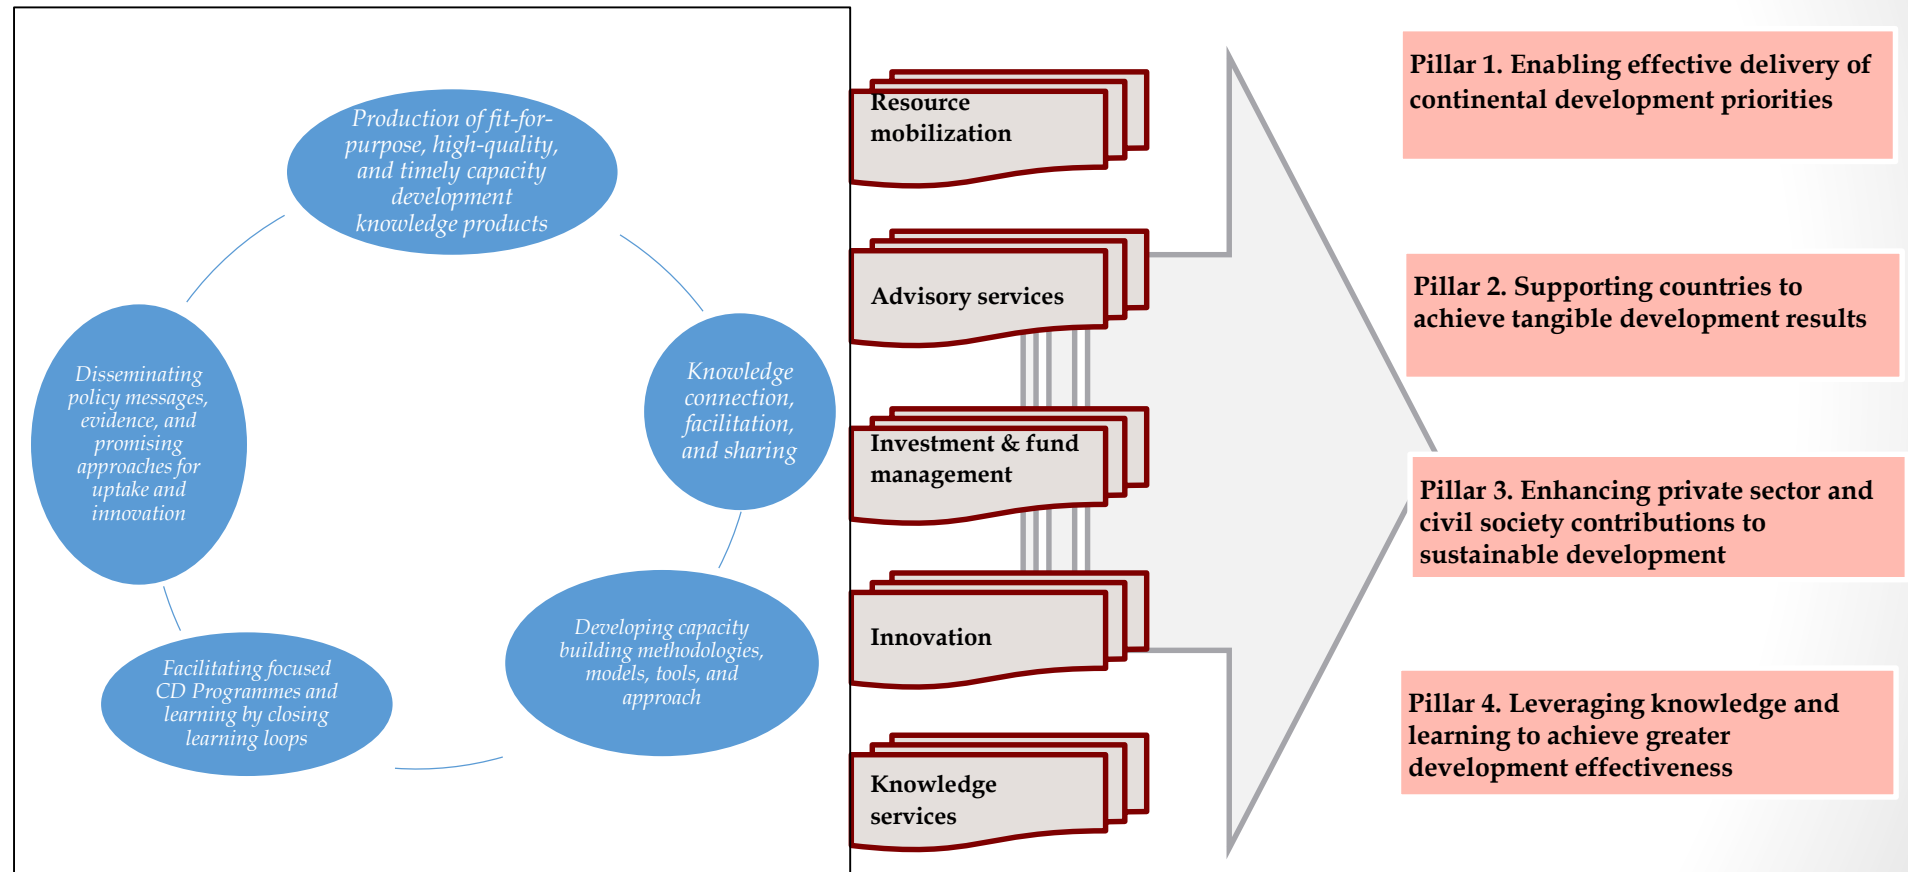 Production of fit-for-
purpose, high-quality,
and timely capacity
development
knowledge products
Knowledge
connection,
facilitation,
and sharing
Developing capacity
building methodologies,
models, tools, and
approach
Facilitating focused
CD Programmes and
learning by closing
learning loops
Disseminating
policy messages,
evidence, and
promising
approaches for
uptake and
innovation
Resource
mobilization
Advisory services
Investment & fund
management
Innovation
Knowledge
services
Pillar 1. Enabling effective delivery of
continental development priorities
Pillar 2. Supporting countries to
achieve tangible development results
Pillar 3. Enhancing private sector and
civil society contributions to
sustainable development
Pillar 4. Leveraging knowledge and
learning to achieve greater
development effectiveness